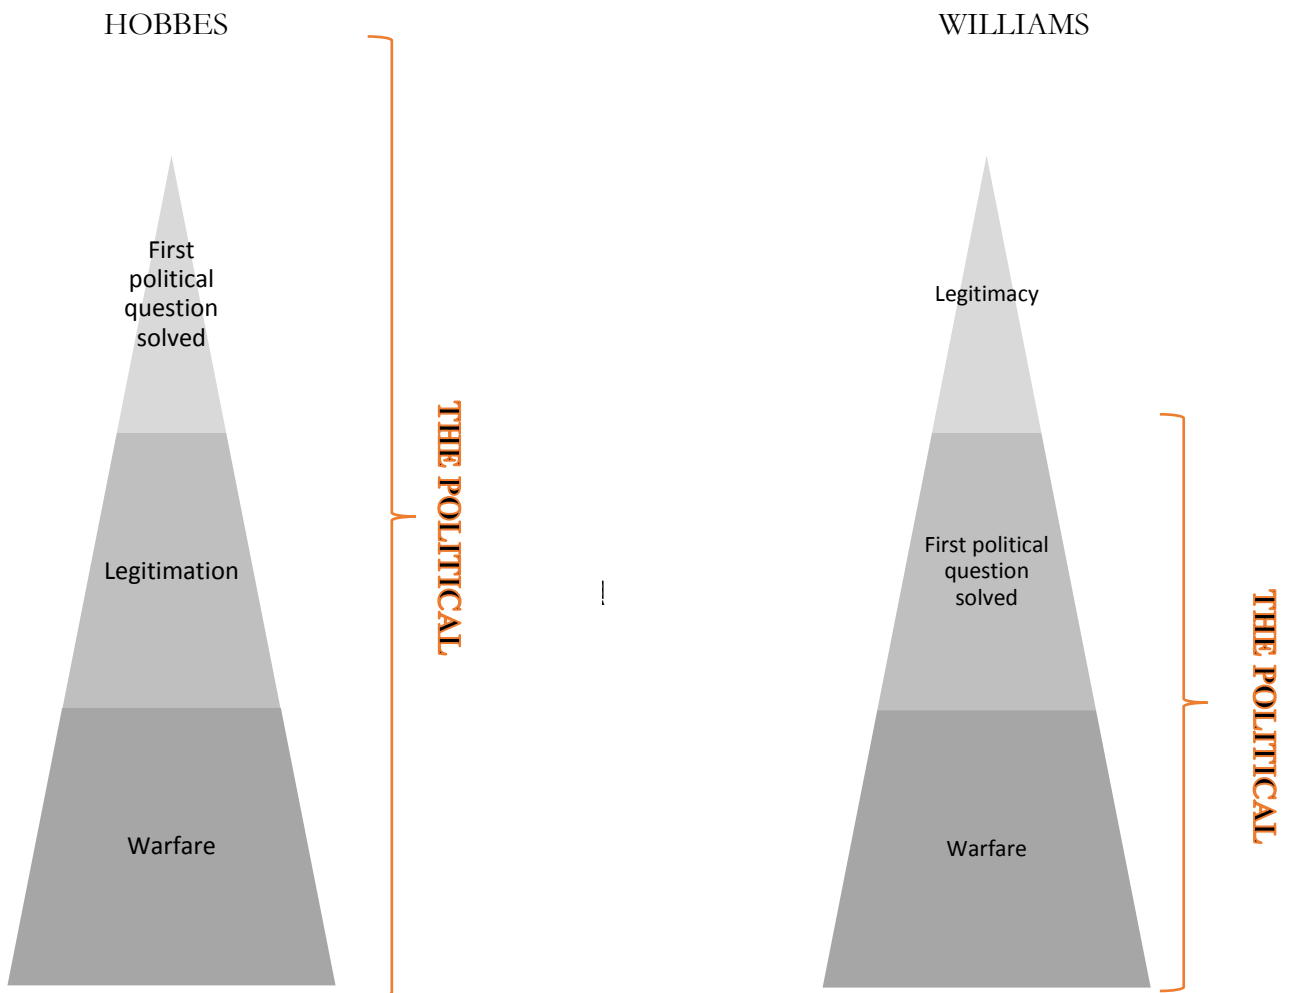 HOBBES
First
political
question
solved
Legitimation
Warfare
THE POLITICAL
WILLIAMS
Legitimacy
First political
question
solved
Warfare
THE POLITICAL